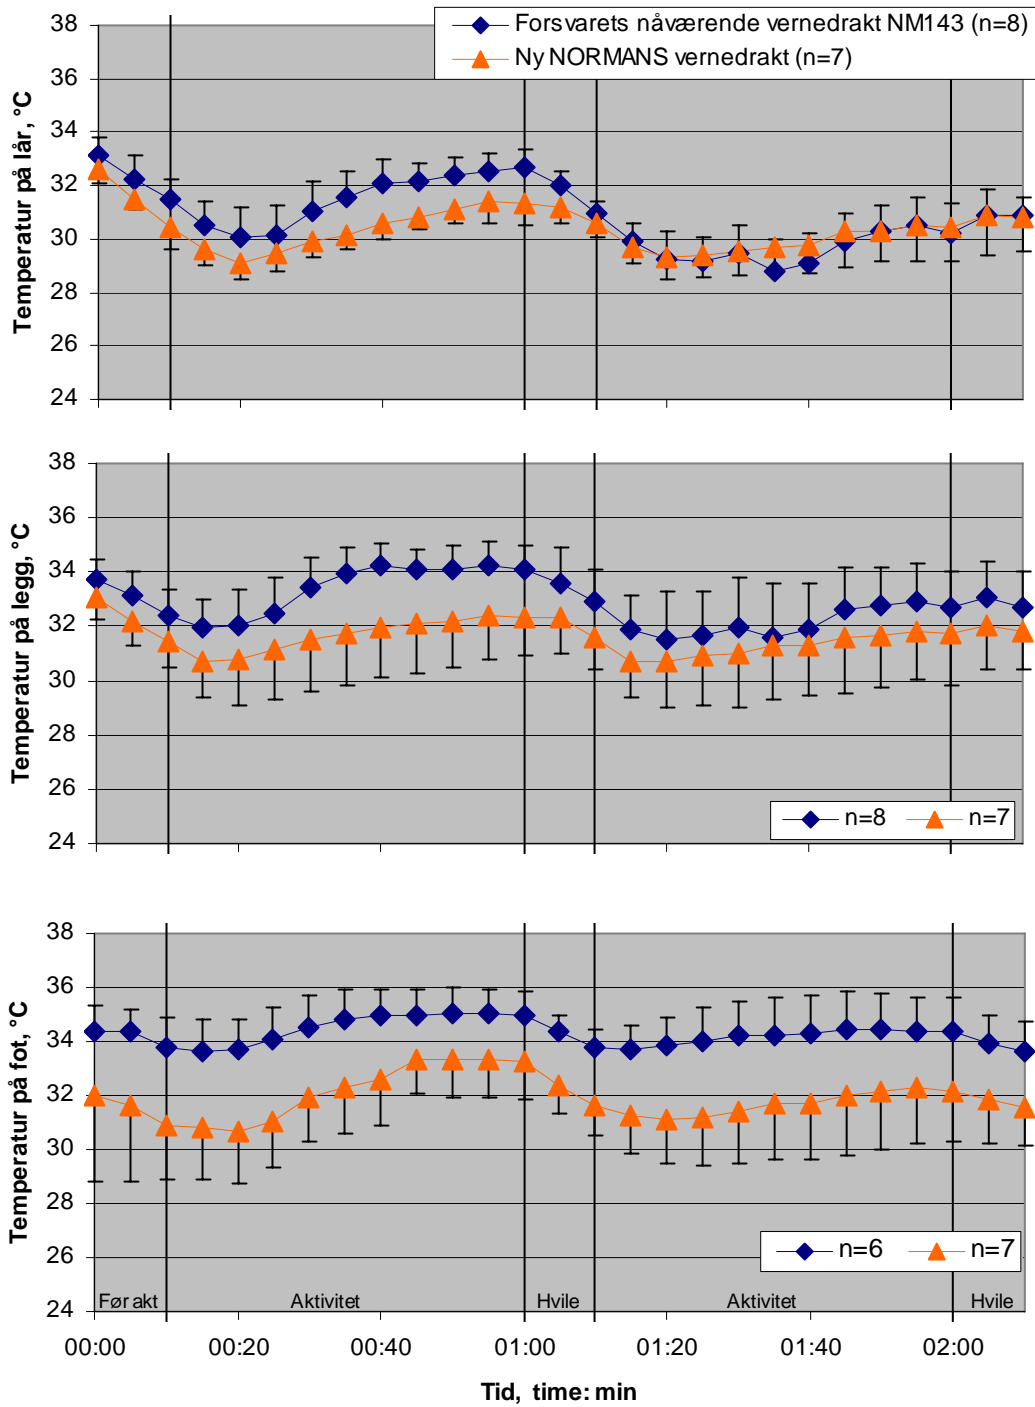 Forsvarets nåværende vernedrakt NM143 (n=8)
Ny NORMANS vernedrakt (n=7)
Temperatur på lår, °C
38
36
34
32
30
28
26
24
Temperatur på legg, °C
38
36
34
32
30
28
26
24
n=8 n=7
Temperatur på fot, °C
38
36
34
32
30
28
26
24
n=6 n=7
Før akt Aktivitet Hvile Aktivitet Hvile
00:00 00:20 00:40 01:00 01:20 01:40 02:00
Tid, time: min